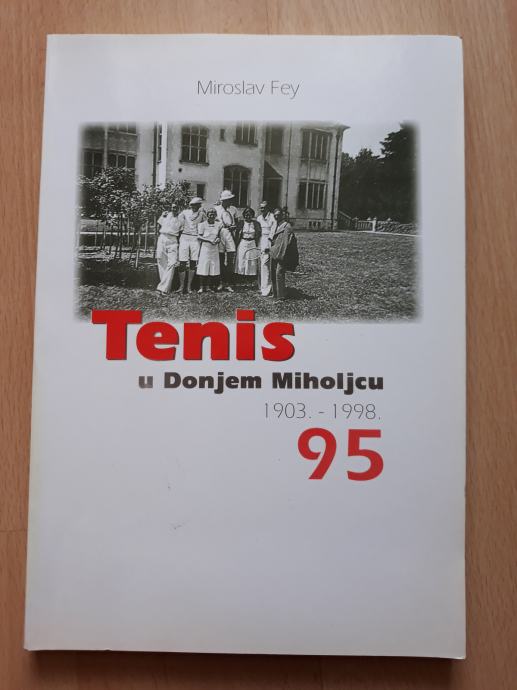 Miroslav Fey
Tenis
u Donjem Miholjcu
1903. - 1998.
95